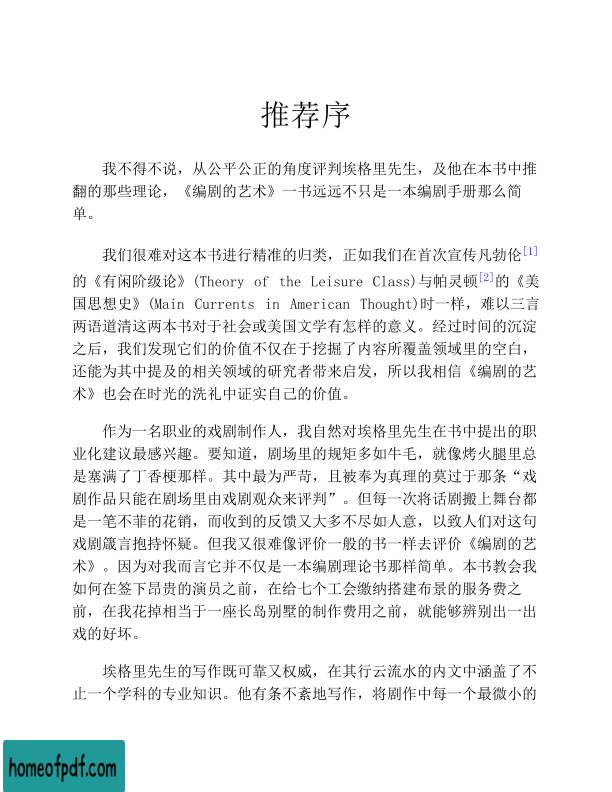 推荐序
我不得不说，从公平公正的角度评判埃格里先生，及他在本书中推
翻的那些理论，《编剧的艺术》一书远远不只是一本编剧手册那么简
单。
我们很难对这本书进行精准的归类，正如我们在首次宣传凡勃伦[1]
的《有闲阶级论》(Theory of the Leisure Class)与帕灵顿[2]的《美
国思想史》(Main Currents in American Thought)时一样，难以三言
两语道清这两本书对于社会或美国文学有怎样的意义。经过时间的沉淀
之后，我们发现它们的价值不仅在于挖掘了内容所覆盖领域里的空白，
还能为其中提及的相关领域的研究者带来启发，所以我相信《编剧的艺
术》也会在时光的洗礼中证实自己的价值。
作为一名职业的戏剧制作人，我自然对埃格里先生在书中提出的职
业化建议最感兴趣。要知道，剧场里的规矩多如牛毛，就像烤火腿里总
是塞满了丁香梗那样。其中最为严苛，且被奉为真理的莫过于那条“戏
剧作品只能在剧场里由戏剧观众来评判”。但每一次将话剧搬上舞台都
是一笔不菲的花销，而收到的反馈又大多不尽如人意，以致人们对这句
戏剧箴言抱持怀疑。但我又很难像评价一般的书一样去评价《编剧的艺
术》。因为对我而言它并不仅是一本编剧理论书那样简单。本书教会我
如何在签下昂贵的演员之前，在给七个工会缴纳搭建布景的服务费之
前，在我花掉相当于一座长岛别墅的制作费用之前，就能够辨别出一出
戏的好坏。
埃格里先生的写作既可靠又权威，在其行云流水的内文中涵盖了不
止一个学科的专业知识。他有条不紊地写作，将剧作中每一个最微小的
homeofpdf.com